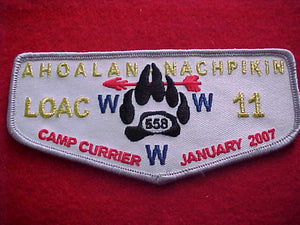 AHOALAN NACHPIKIN
LOAC W W 11
558
W
CAMP CURRIER JANUARY 2007